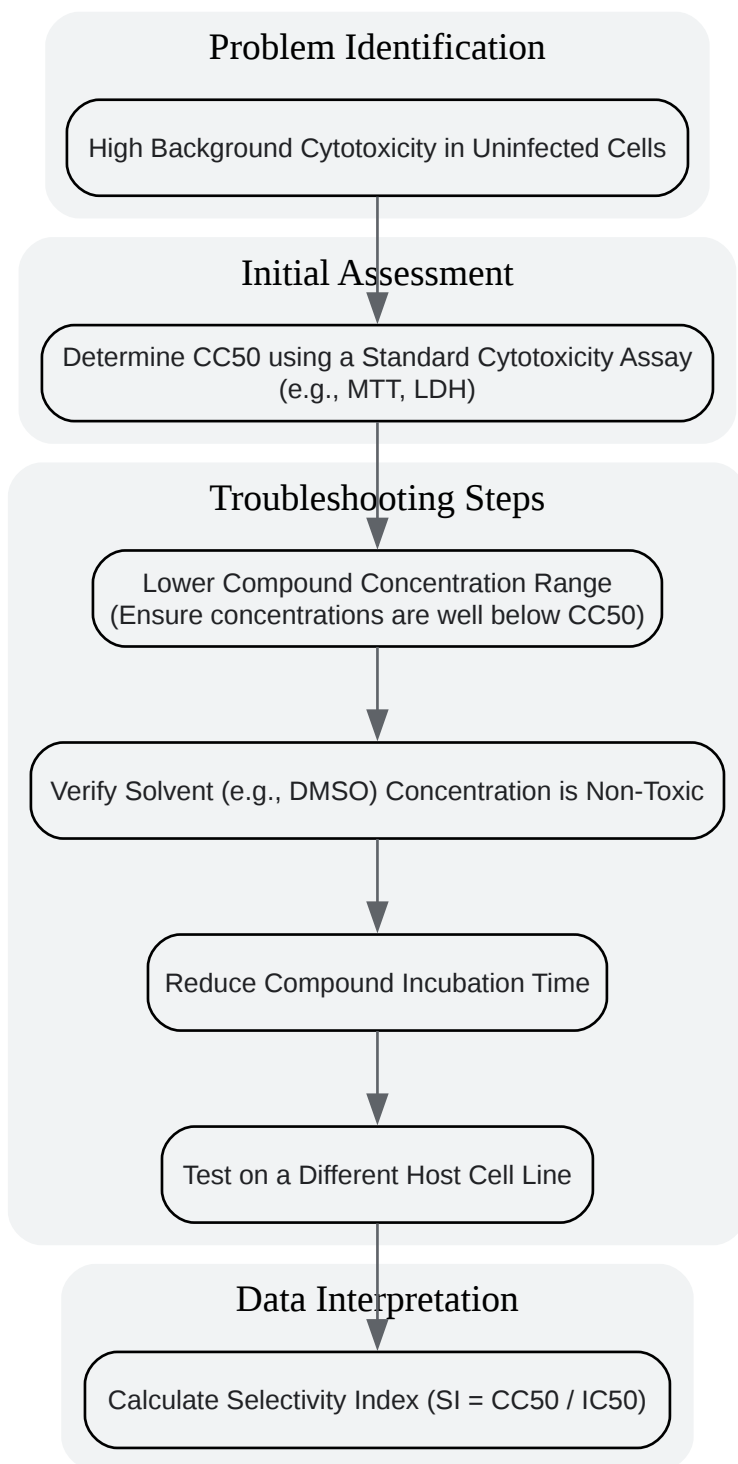 Problem Identification
High Background Cytotoxicity in Uninfected Cells
Initial Assessment
Determine CC50 using a Standard Cytotoxicity Assay
(e.g., MTT, LDH)
Troubleshooting Steps
Lower Compound Concentration Range
(Ensure concentrations are well below CC50)
Verify Solvent (e.g., DMSO) Concentration is Non-Toxic
Reduce Compound Incubation Time
Test on a Different Host Cell Line
Data Interpretation
Calculate Selectivity Index (SI = CC50 / IC50)